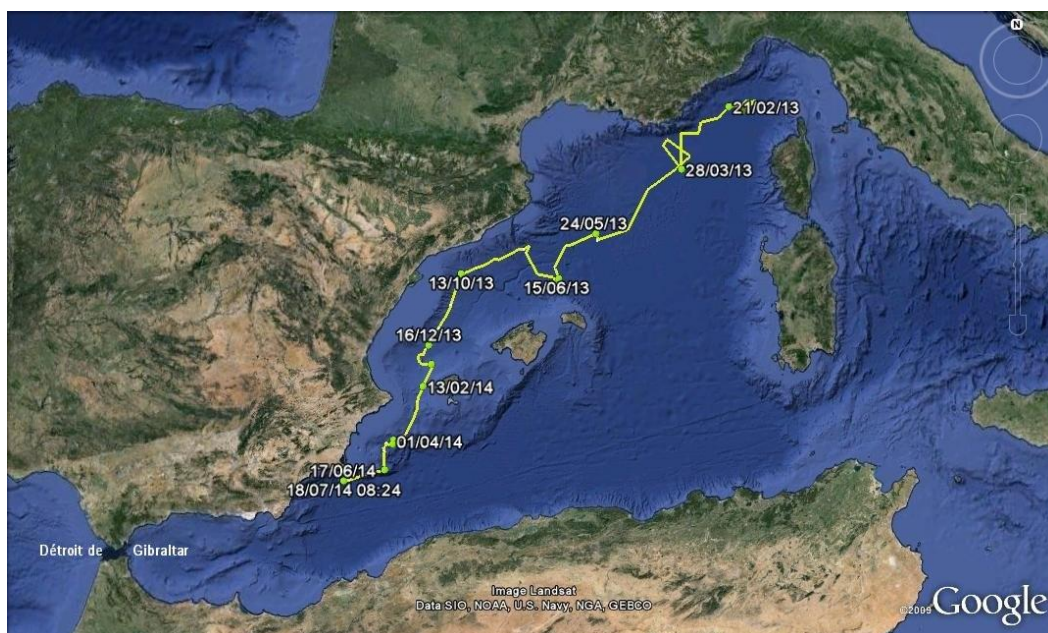 N
21/02/13
28/03/13
24/05/13
15/06/13
13/10/13
16/12/13
13/02/14
01/04/14
17/06/14
18/07/14 08:24
Détroit de Gibraltar
Image Landsat
Data SIO, NOAA, U.S. Navy, NGA, GEBCO
©2009 Google